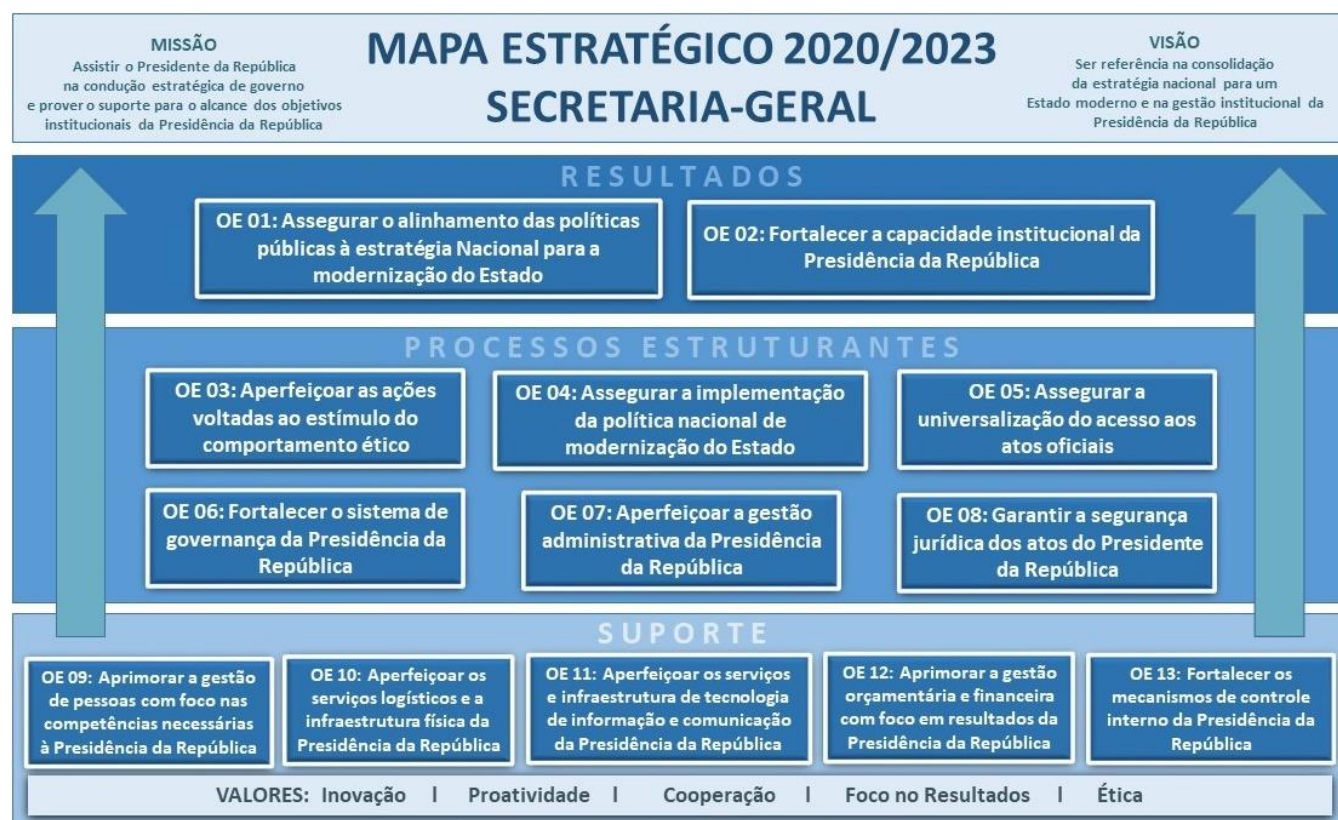 MISSÃO
Assistir o Presidente da República
na condução estratégica de governo
e prover o suporte para o alcance dos objetivos
institucionais da Presidência da República
MAPA ESTRATÉGICO 2020/2023
SECRETARIA-GERAL
VISÃO
Ser referência na consolidação
da estratégia nacional para um
Estado moderno e na gestão institucional da
Presidência da República
RESULTADOS
OE 01: Assegurar o alinhamento das políticas
públicas à estratégia Nacional para a
modernização do Estado
OE 02: Fortalecer a capacidade institucional da
Presidência da República
PROCESSOS ESTRUTURANTES
OE 03: Aperfeiçoar as ações
voltadas ao estímulo do
comportamento ético
OE 04: Assegurar a implementação
da política nacional de
modernização do Estado
OE 05: Assegurar a
universalização do acesso aos
atos oficiais
OE 06: Fortalecer o sistema de
governança da Presidência da
República
OE 07: Aperfeiçoar a gestão
administrativa da Presidência
da República
OE 08: Garantir a segurança
jurídica dos atos do Presidente
da República
SUPORTE
OE 09: Aprimorar a gestão
de pessoas com foco nas
competências necessárias
à Presidência da República
OE 10: Aperfeiçoar os
serviços logísticos e a
infraestrutura física da
Presidência da República
OE 11: Aperfeiçoar os serviços
e infraestrutura de tecnologia
de informação e comunicação
da Presidência da República
OE 12: Aprimorar a gestão
orçamentária e financeira
com foco em resultados da
Presidência da República
OE 13: Fortalecer os
mecanismos de controle
interno da Presidência da
República
VALORES: Inovação I Proatividade I Cooperação I Foco no Resultados I Ética